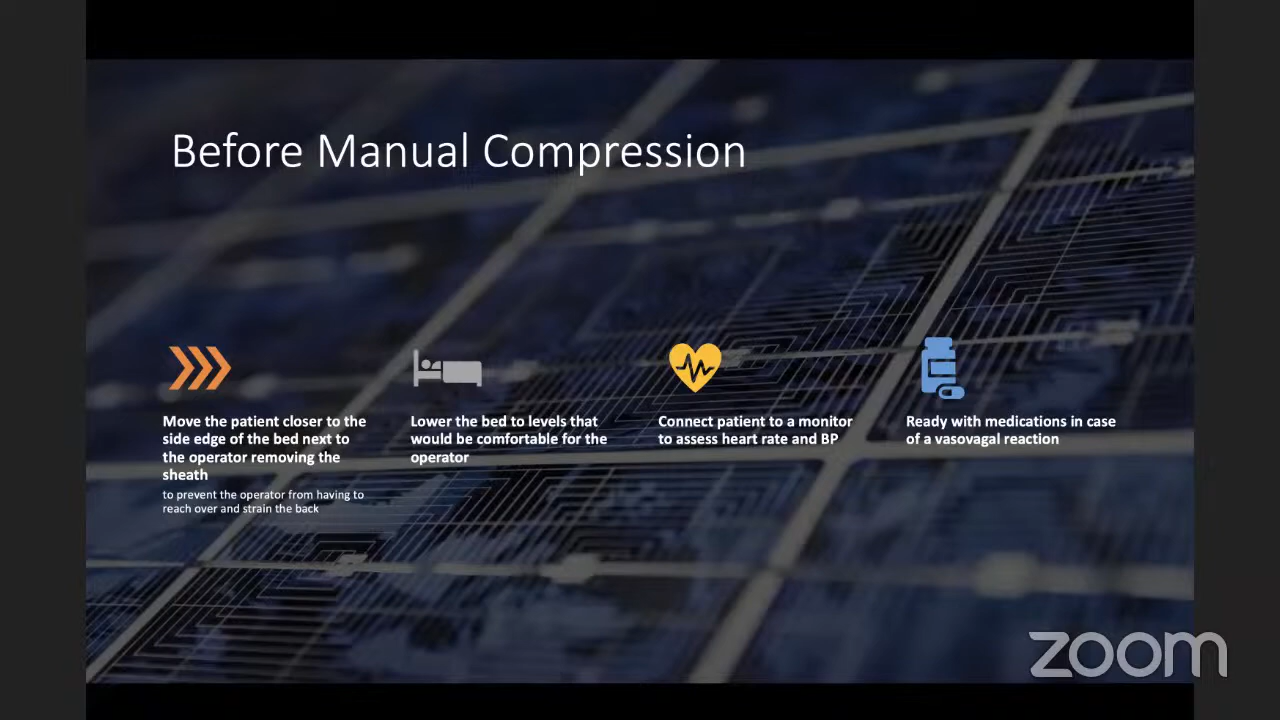 Before Manual Compression
Move the patient closer to the
side edge of the bed next to
the operator removing the
sheath
to prevent the operator from having to
reach over and strain the back
Lower the bed to levels that
would be comfortable for the
operator
Connect patient to a monitor
to assess heart rate and BP
Ready with medications in case
of a vasovagal reaction
zoom